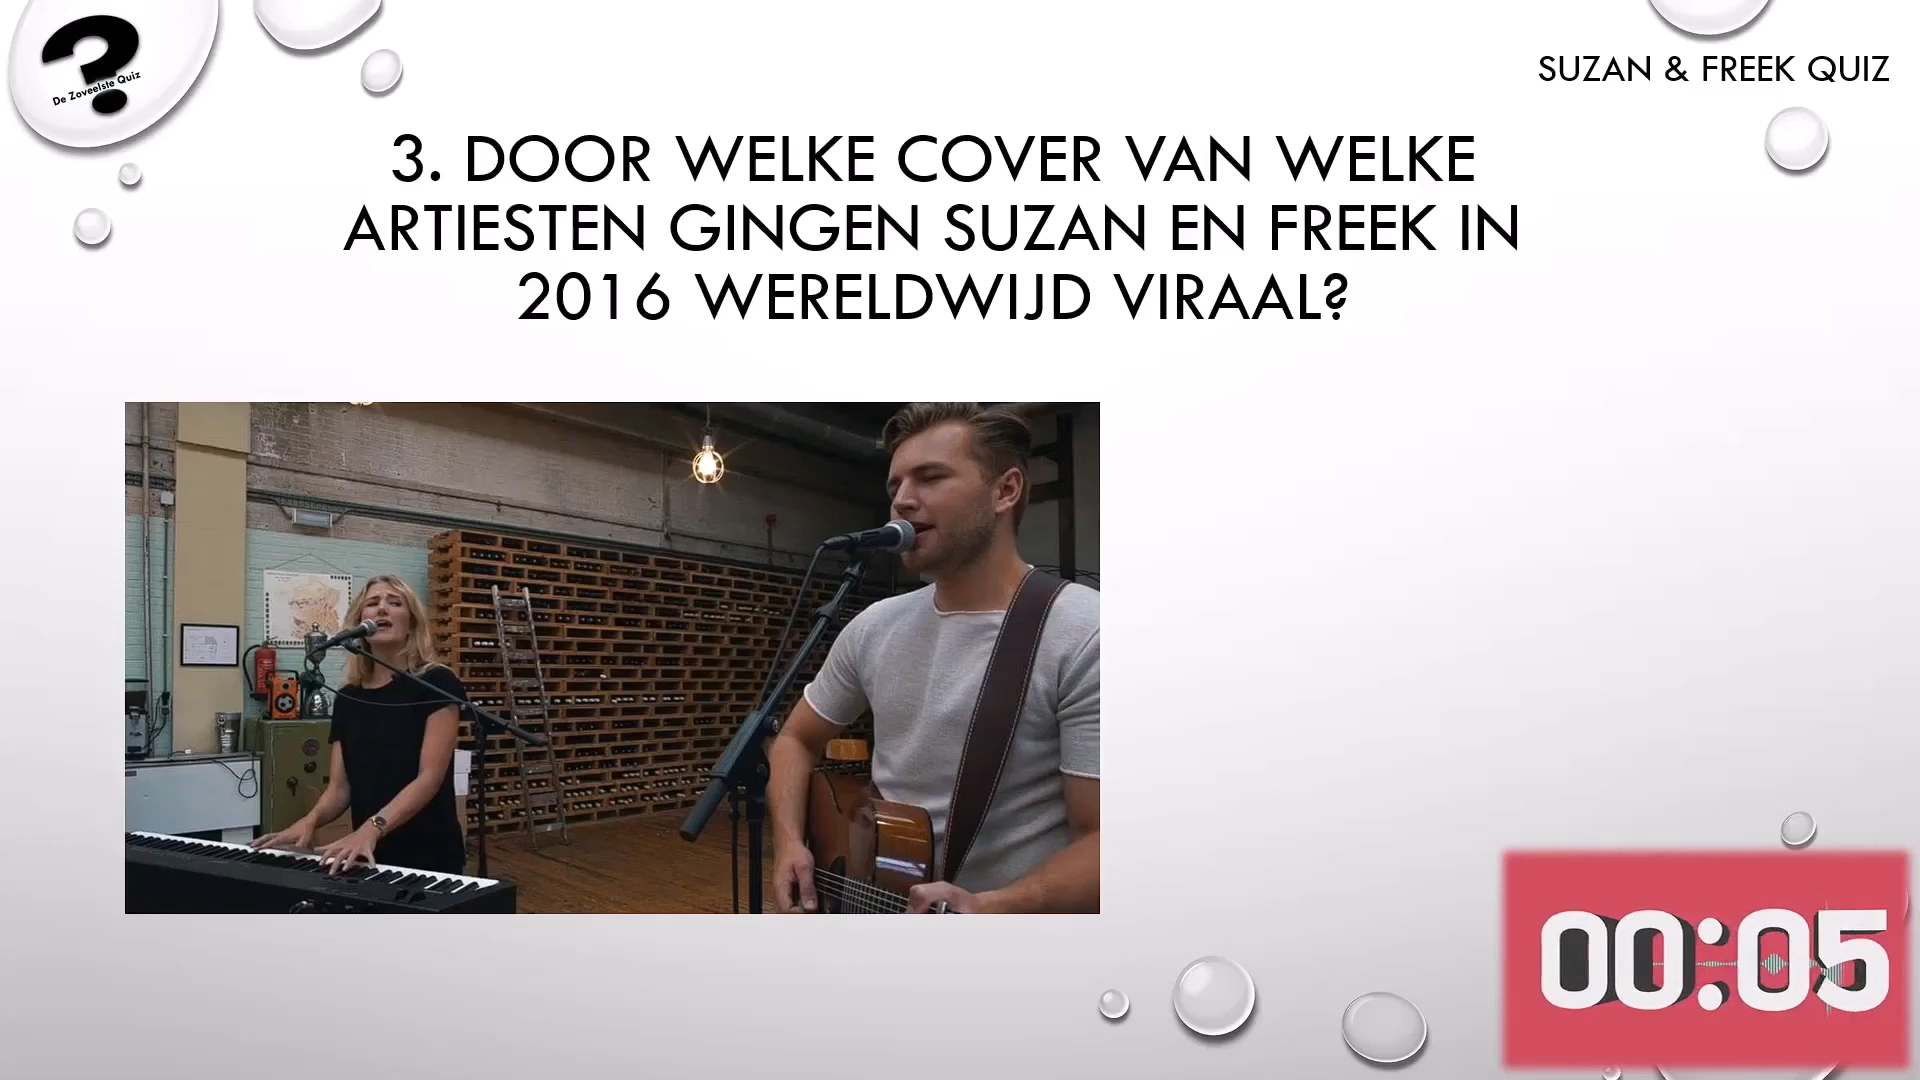 De Zoveelste Quiz
SUZAN & FREEK QUIZ
3. DOOR WELKE COVER VAN WELKE
ARTIESTEN GINGEN SUZAN EN FREEK IN
2016 WERELDWIJD VIRAAL?
00:05